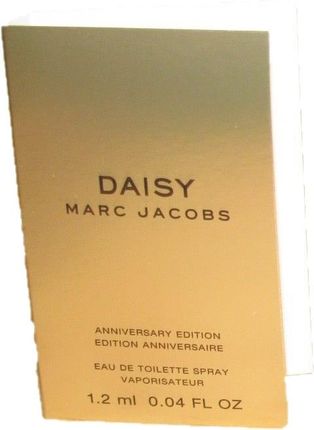 DAISY
MARC JACOBS
ANNIVERSARY EDITION
EDITION ANNIVERSAIRE
EAU DE TOILETTE SPRAY
VAPORISATEUR
1.2 ml 0.04 FL OZ